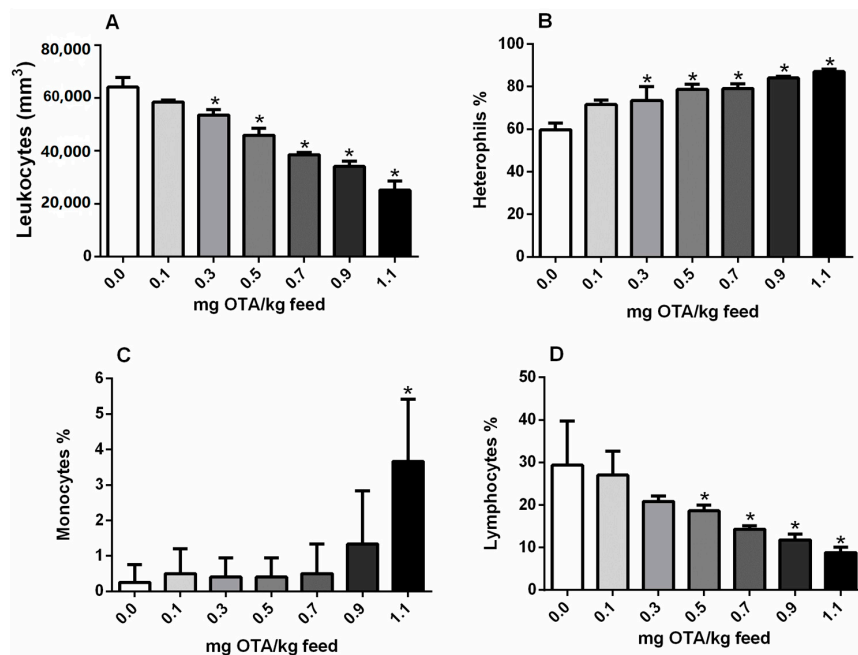 A
Leukocytes (mm³)
80,000
60,000
40,000
20,000
0
* * * * *
0.0 0.1 0.3 0.5 0.7 0.9 1.1
mg OTA/kg feed
B
Heterophils %
100
80
60
40
20
0
* * * * *
0.0 0.1 0.3 0.5 0.7 0.9 1.1
mg OTA/kg feed
C
Monocytes %
6
5
4
3
2
1
0
*
0.0 0.1 0.3 0.5 0.7 0.9 1.1
mg OTA/kg feed
D
Lymphocytes %
50
40
30
20
10
0
* * * *
0.0 0.1 0.3 0.5 0.7 0.9 1.1
mg OTA/kg feed